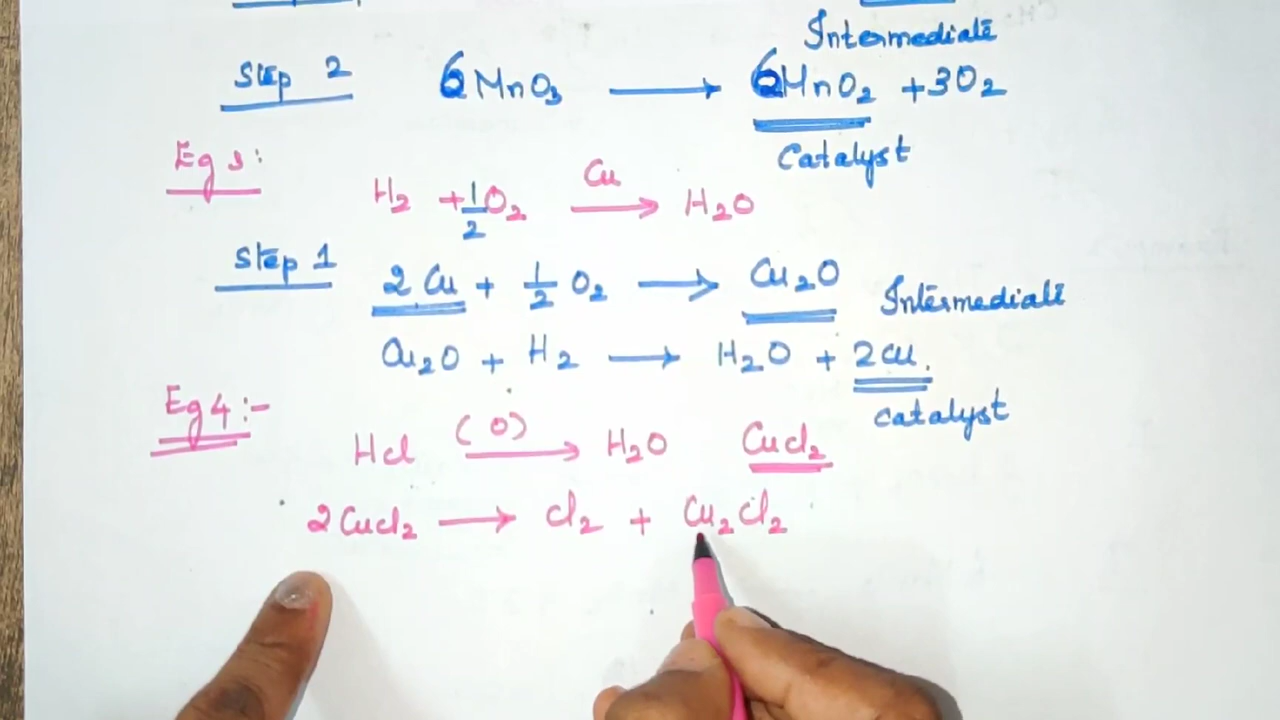 Intermediate
Step 2 6MnO₃ ⟶ 6MnO₂ + 3O₂
Catalyst
Eg 3:
H₂ + 1/2 O₂ —Cu→ H₂O
Step 1 2Cu + 1/2 O₂ ⟶ Cu₂O Intermediate
Cu₂O + H₂ ⟶ H₂O + 2Cu.
catalyst
Eg 4:-
Hcl —(O)→ H₂O Cucl₂
2Cucl₂ ⟶ cl₂ + Cu₂Cl₂